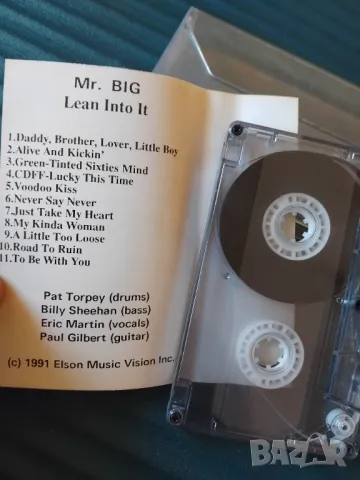 Mr. BIG
Lean Into It
1.Daddy, Brother, Lover, Little Boy
2.Alive And Kickin'
3.Green-Tinted Sixties Mind
4.CDFF-Lucky This Time
5.Voodoo Kiss
6.Never Say Never
7.Just Take My Heart
8.My Kinda Woman
9.A Little Too Loose
10.Road To Ruin
11.To Be With You
Pat Torpey (drums)
Billy Sheehan (bass)
Eric Martin (vocals)
Paul Gilbert (guitar)
(c) 1991 Elson Music Vision Inc.
BAZAR